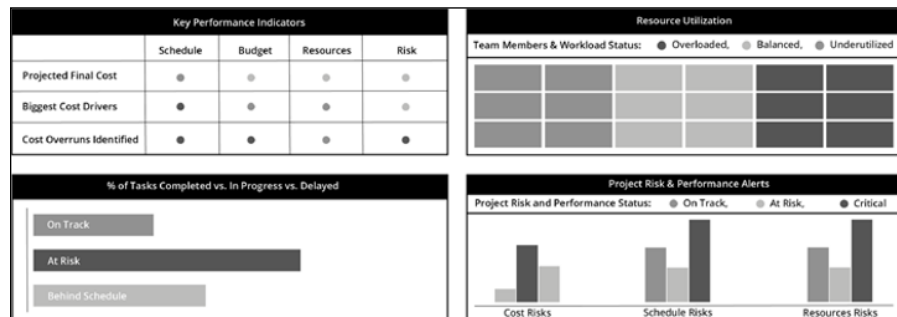 Key Performance Indicators
Schedule Budget Resources Risk
Projected Final Cost
Biggest Cost Drivers
Cost Overruns Identified
Resource Utilization
Team Members & Workload Status: Overloaded, Balanced, Underutilized
% of Tasks Completed vs. In Progress vs. Delayed
On Track
At Risk
Behind Schedule
Project Risk & Performance Alerts
Project Risk and Performance Status: On Track, At Risk, Critical
Cost Risks Schedule Risks Resources Risks